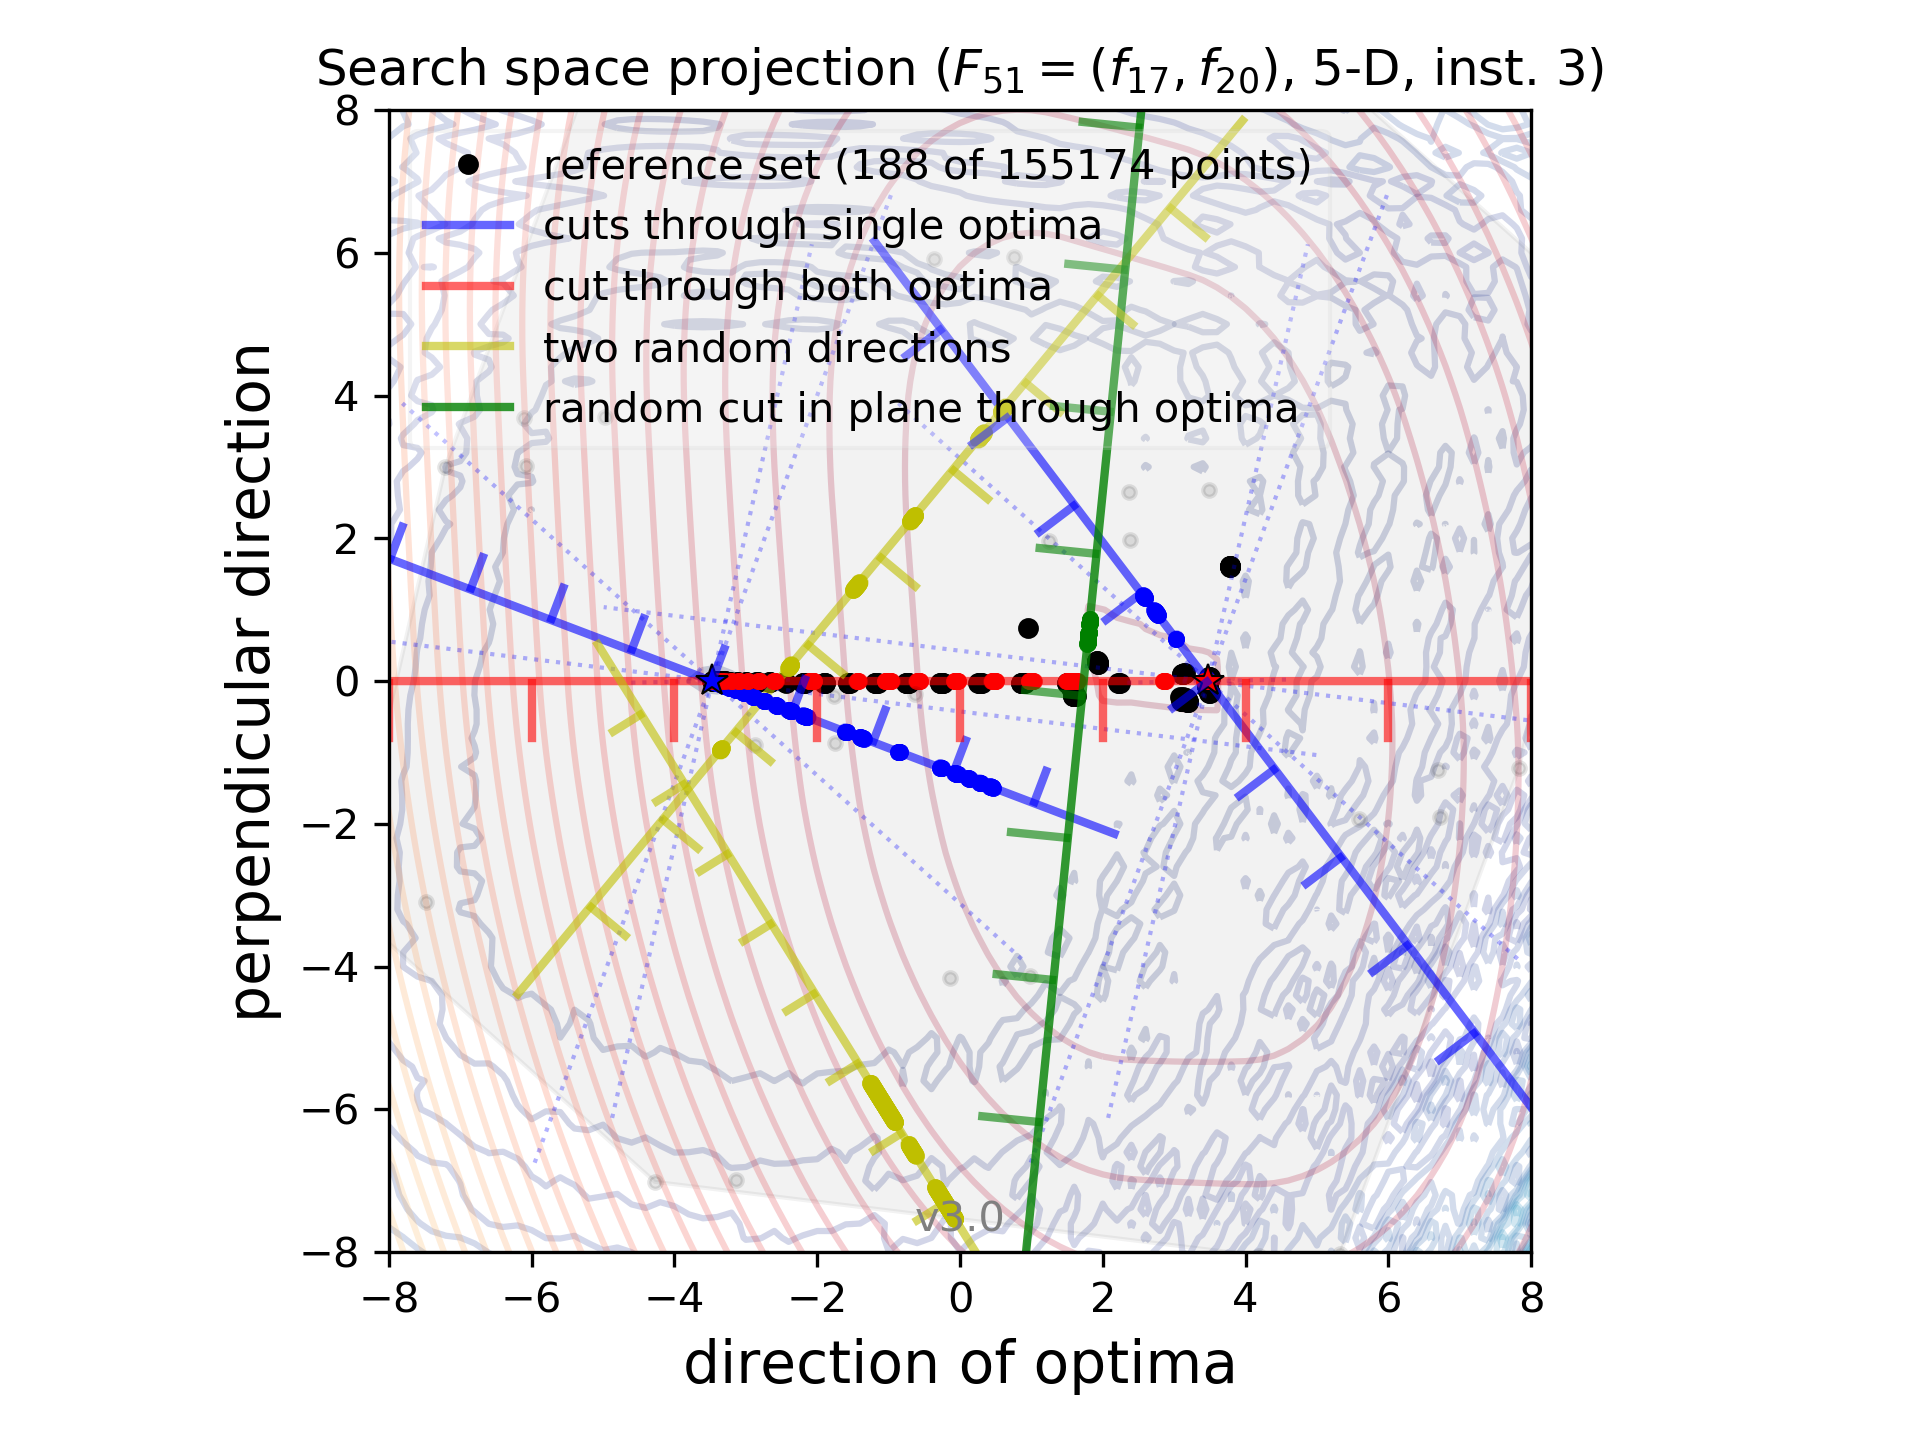 Search space projection (F51 = (f17, f20), 5-D, inst. 3)
8
6
4
2
0
−2
−4
−6
−8
perpendicular direction
reference set (188 of 155174 points)
cuts through single optima
cut through both optima
two random directions
random cut in plane through optima
v3.0
−8 −6 −4 −2 0 2 4 6 8
direction of optima